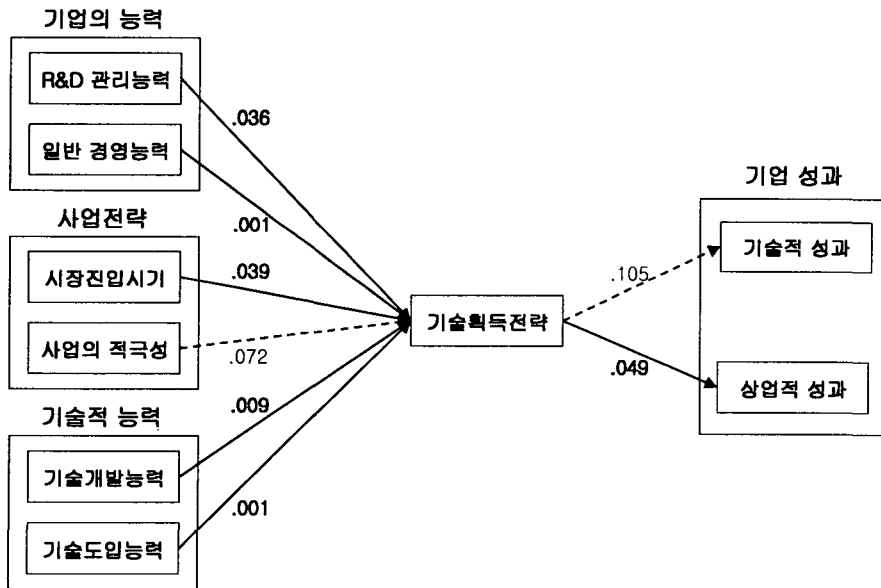 기업의 능력
R&D 관리능력
.036
일반 경영능력
.001
사업전략
시장진입시기
.039
사업의 적극성
.072
기술적 능력
기술개발능력
.009
기술도입능력
.001
기술획득전략
기업 성과
.105
기술적 성과
.049
상업적 성과